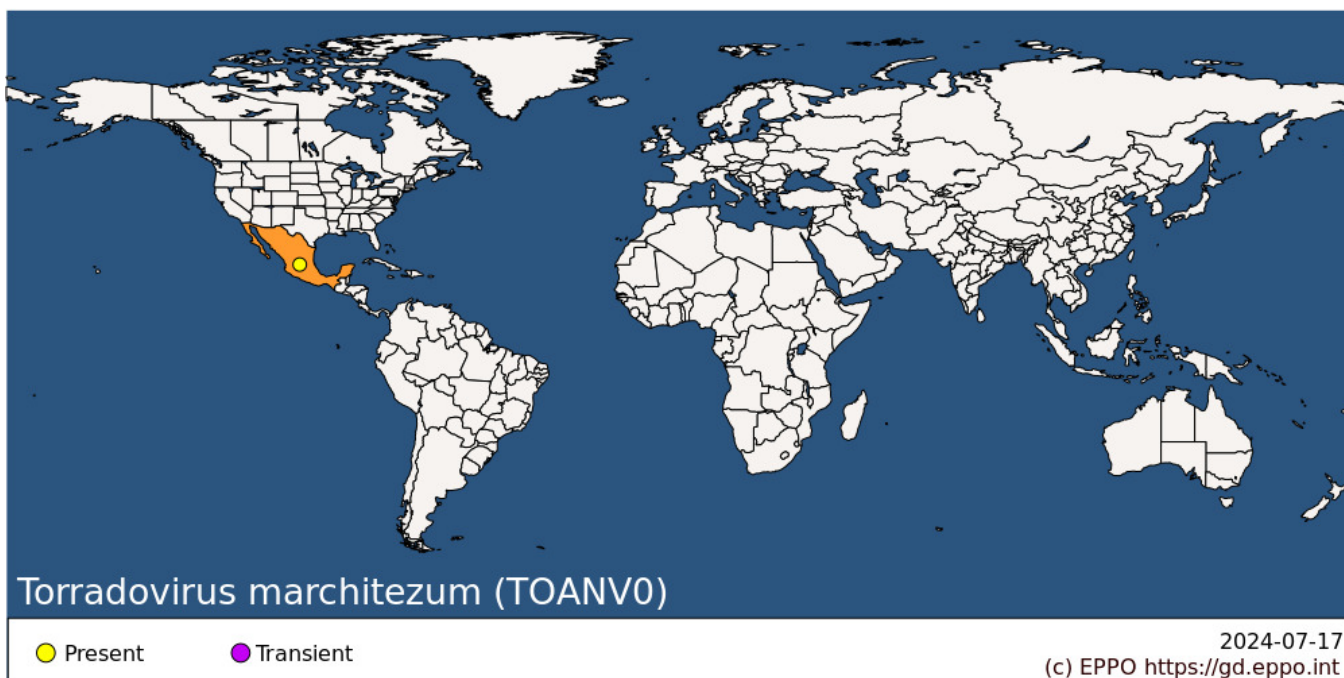 Torradovirus marchitezum (TOANV0)
Present
Transient
2024-07-17
(c) EPPO https://gd.eppo.int